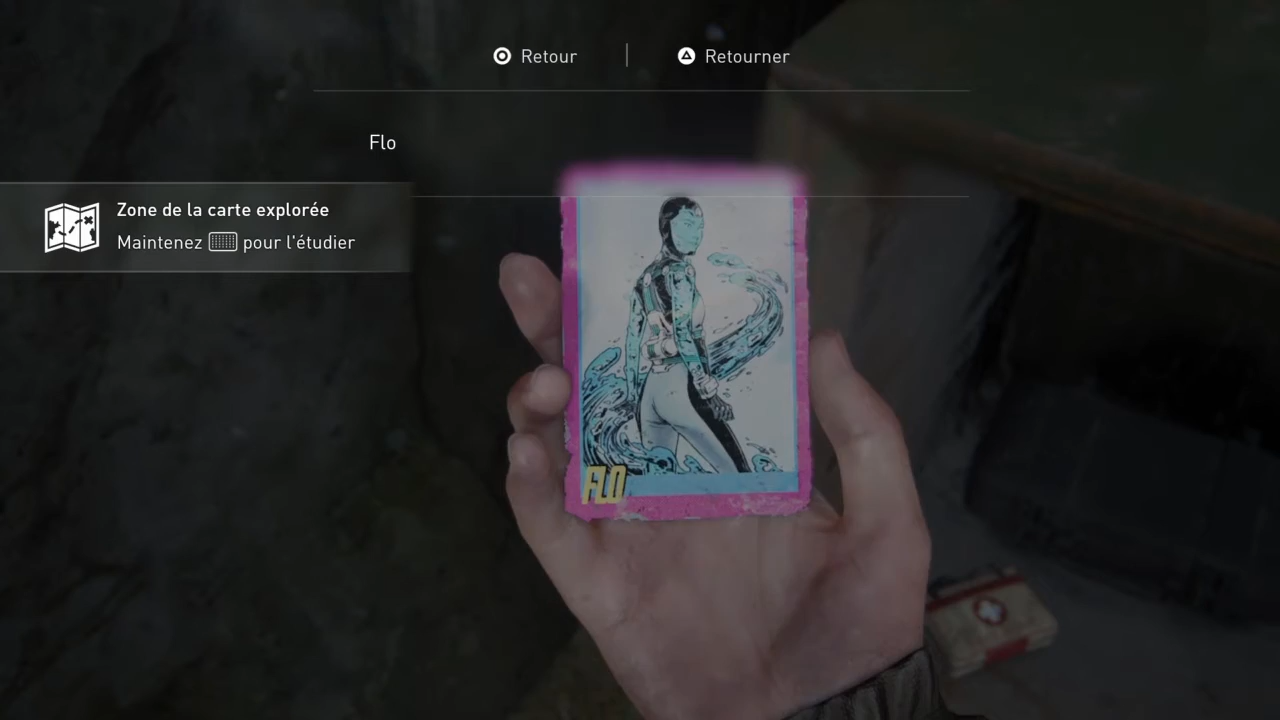 Retour
Retourner
Flo
Zone de la carte explorée
Maintenez pour l'étudier
FLO